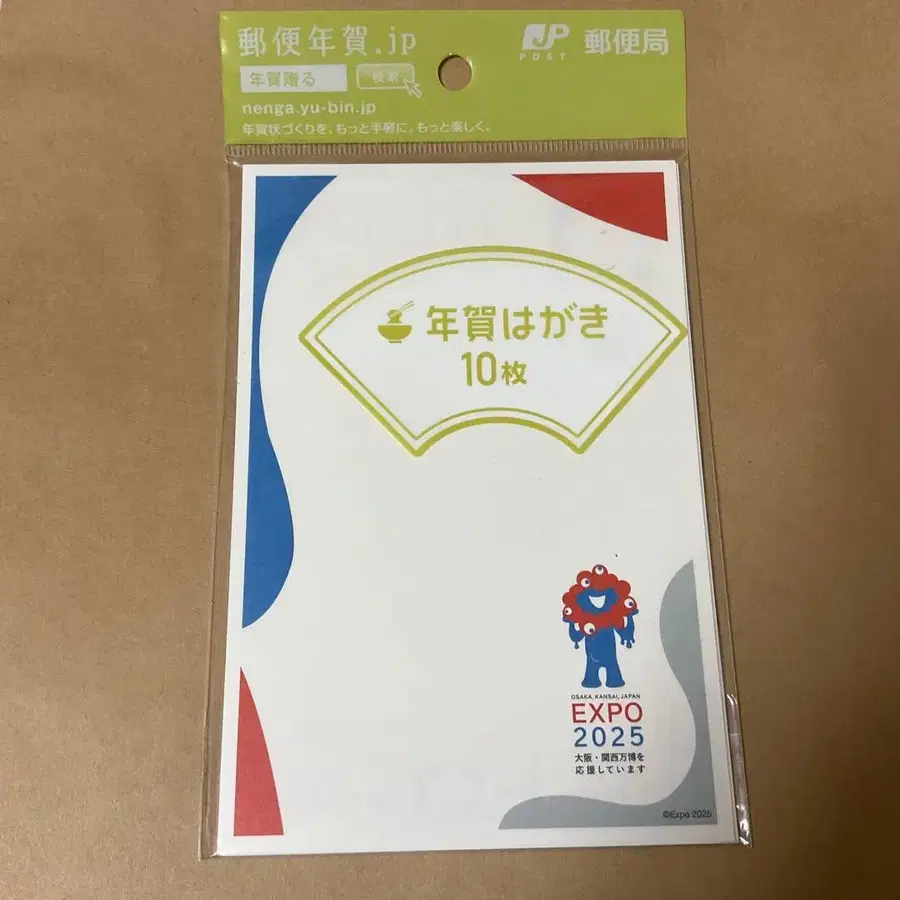 郵便年賀.jp
JP
POST
郵便局
年賀贈る
検索
nenga.yu-bin.jp
年賀状づくりを、もっと手軽に。もっと楽しく。
年賀はがき
10枚
OSAKA, KANSAI, JAPAN
EXPO
2025
大阪・関西万博を
応援しています
©Expo 2025